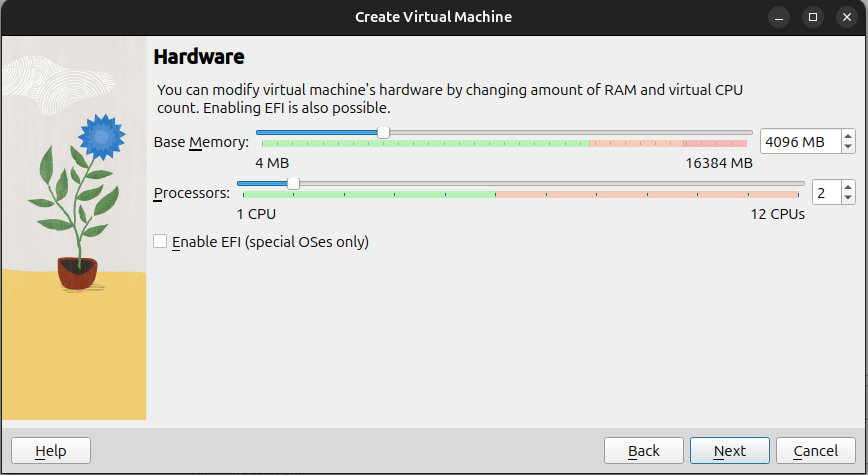 Create Virtual Machine
Hardware
You can modify virtual machine's hardware by changing amount of RAM and virtual CPU
count. Enabling EFI is also possible.
Base Memory:
4096 MB
4 MB
16384 MB
Processors:
2
1 CPU
12 CPUs
Enable EFI (special OSes only)
Help
Back
Next
Cancel